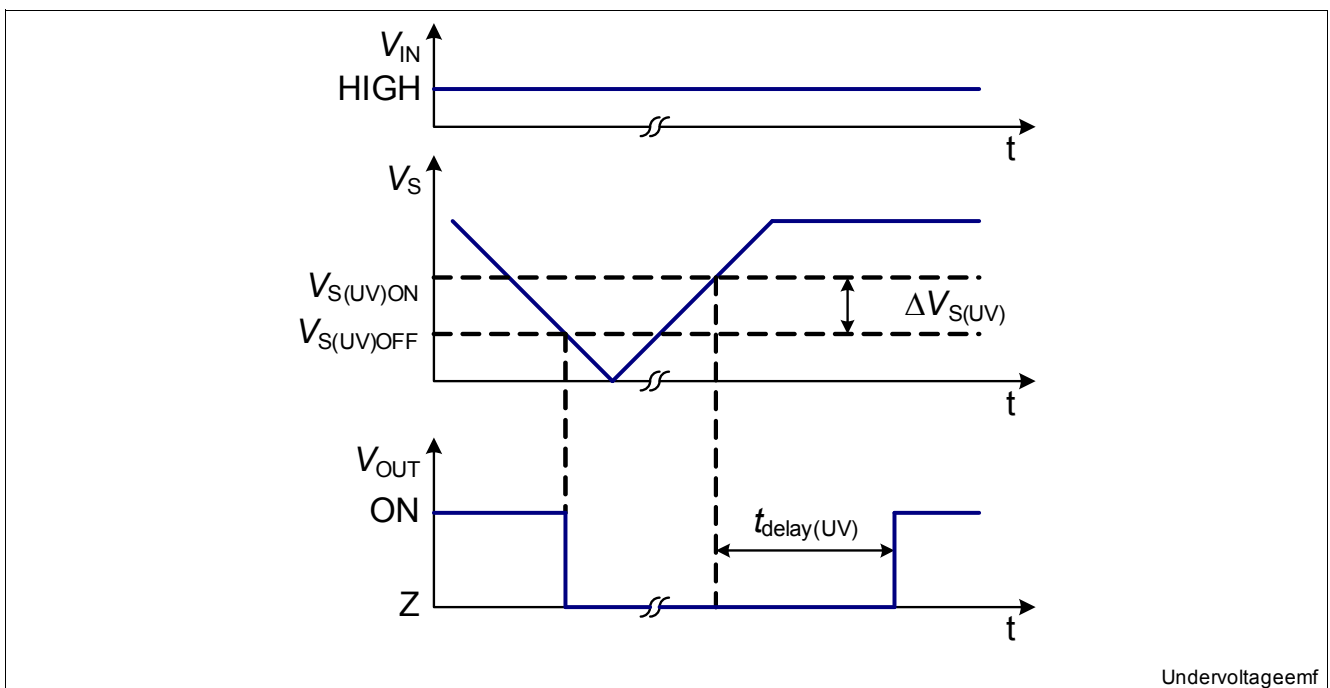 VIN
HIGH
t
VS
VS(UV)ON
VS(UV)OFF
ΔVS(UV)
t
VOUT
ON
tdelay(UV)
Z
t
Undervoltageemf